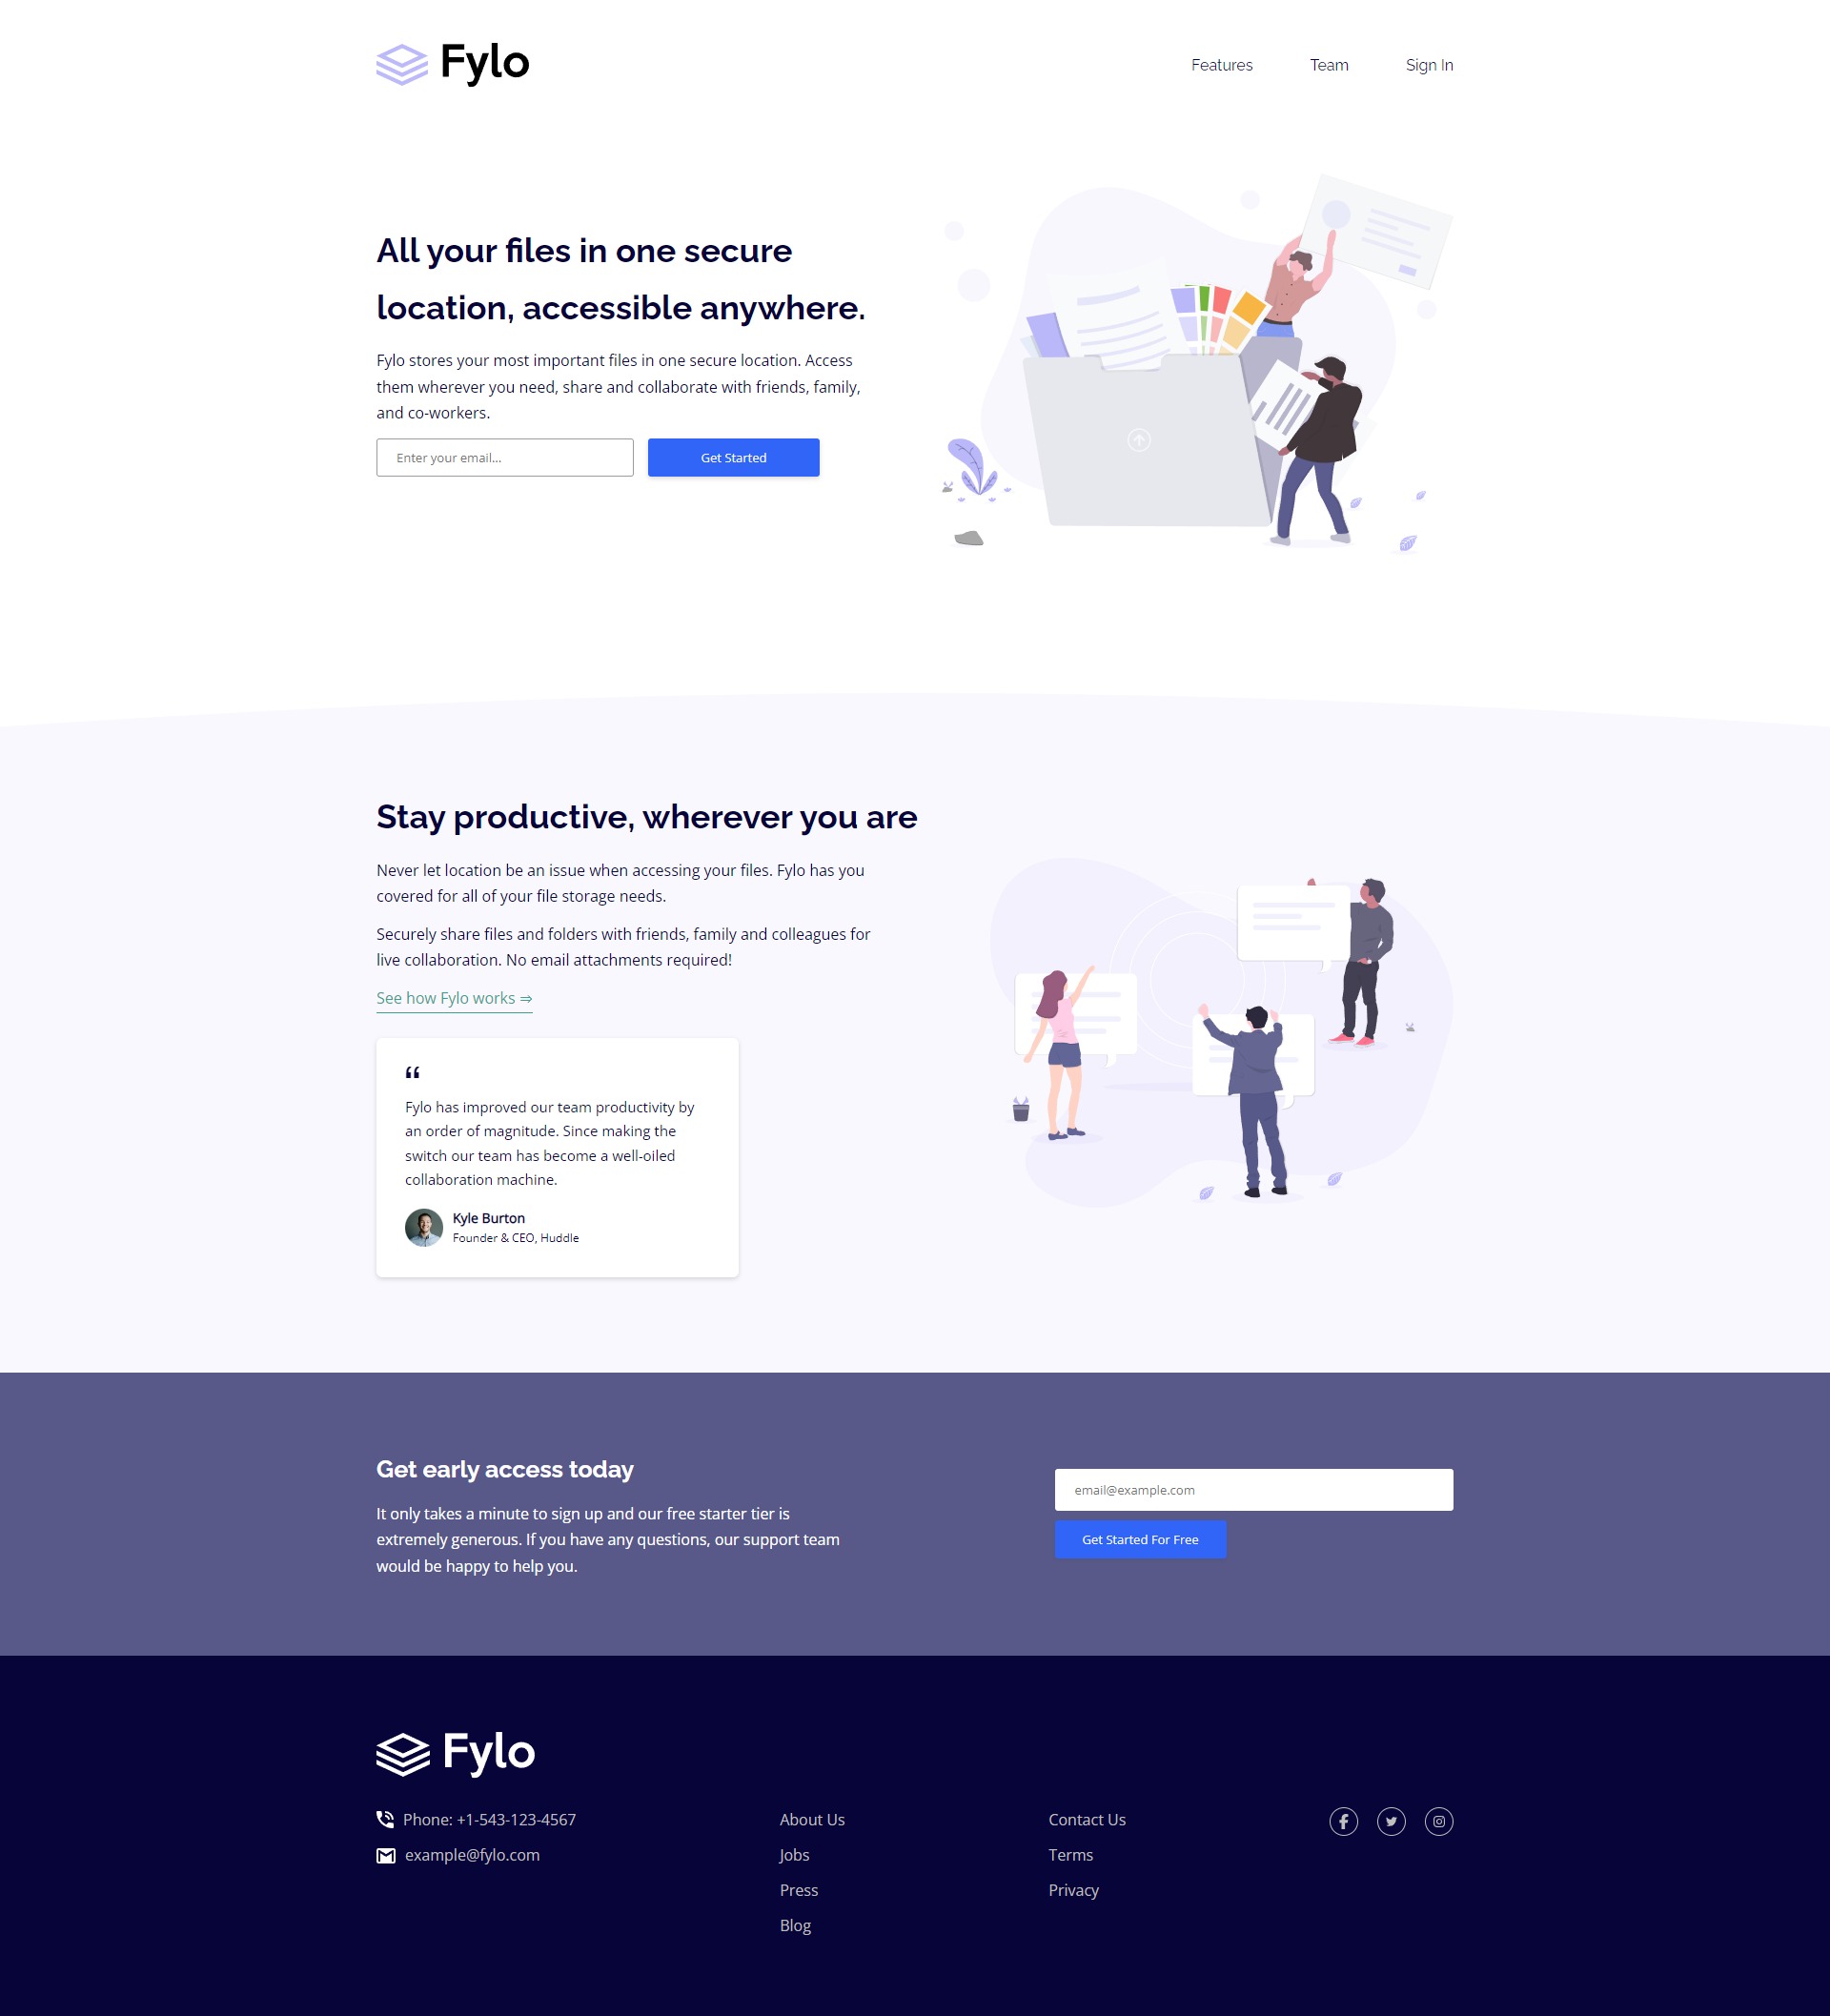 Fylo
Features Team Sign In
All your files in one secure
location, accessible anywhere.
Fylo stores your most important files in one secure location. Access
them wherever you need, share and collaborate with friends, family,
and co-workers.
Enter your email...
Get Started
Stay productive, wherever you are
Never let location be an issue when accessing your files. Fylo has you
covered for all of your file storage needs.
Securely share files and folders with friends, family and colleagues for
live collaboration. No email attachments required!
See how Fylo works ⇒
“
Fylo has improved our team productivity by
an order of magnitude. Since making the
switch our team has become a well-oiled
collaboration machine.
Kyle Burton
Founder & CEO, Huddle
Get early access today
It only takes a minute to sign up and our free starter tier is
extremely generous. If you have any questions, our support team
would be happy to help you.
email@example.com
Get Started For Free
Fylo
Phone: +1-543-123-4567
example@fylo.com
About Us
Jobs
Press
Blog
Contact Us
Terms
Privacy